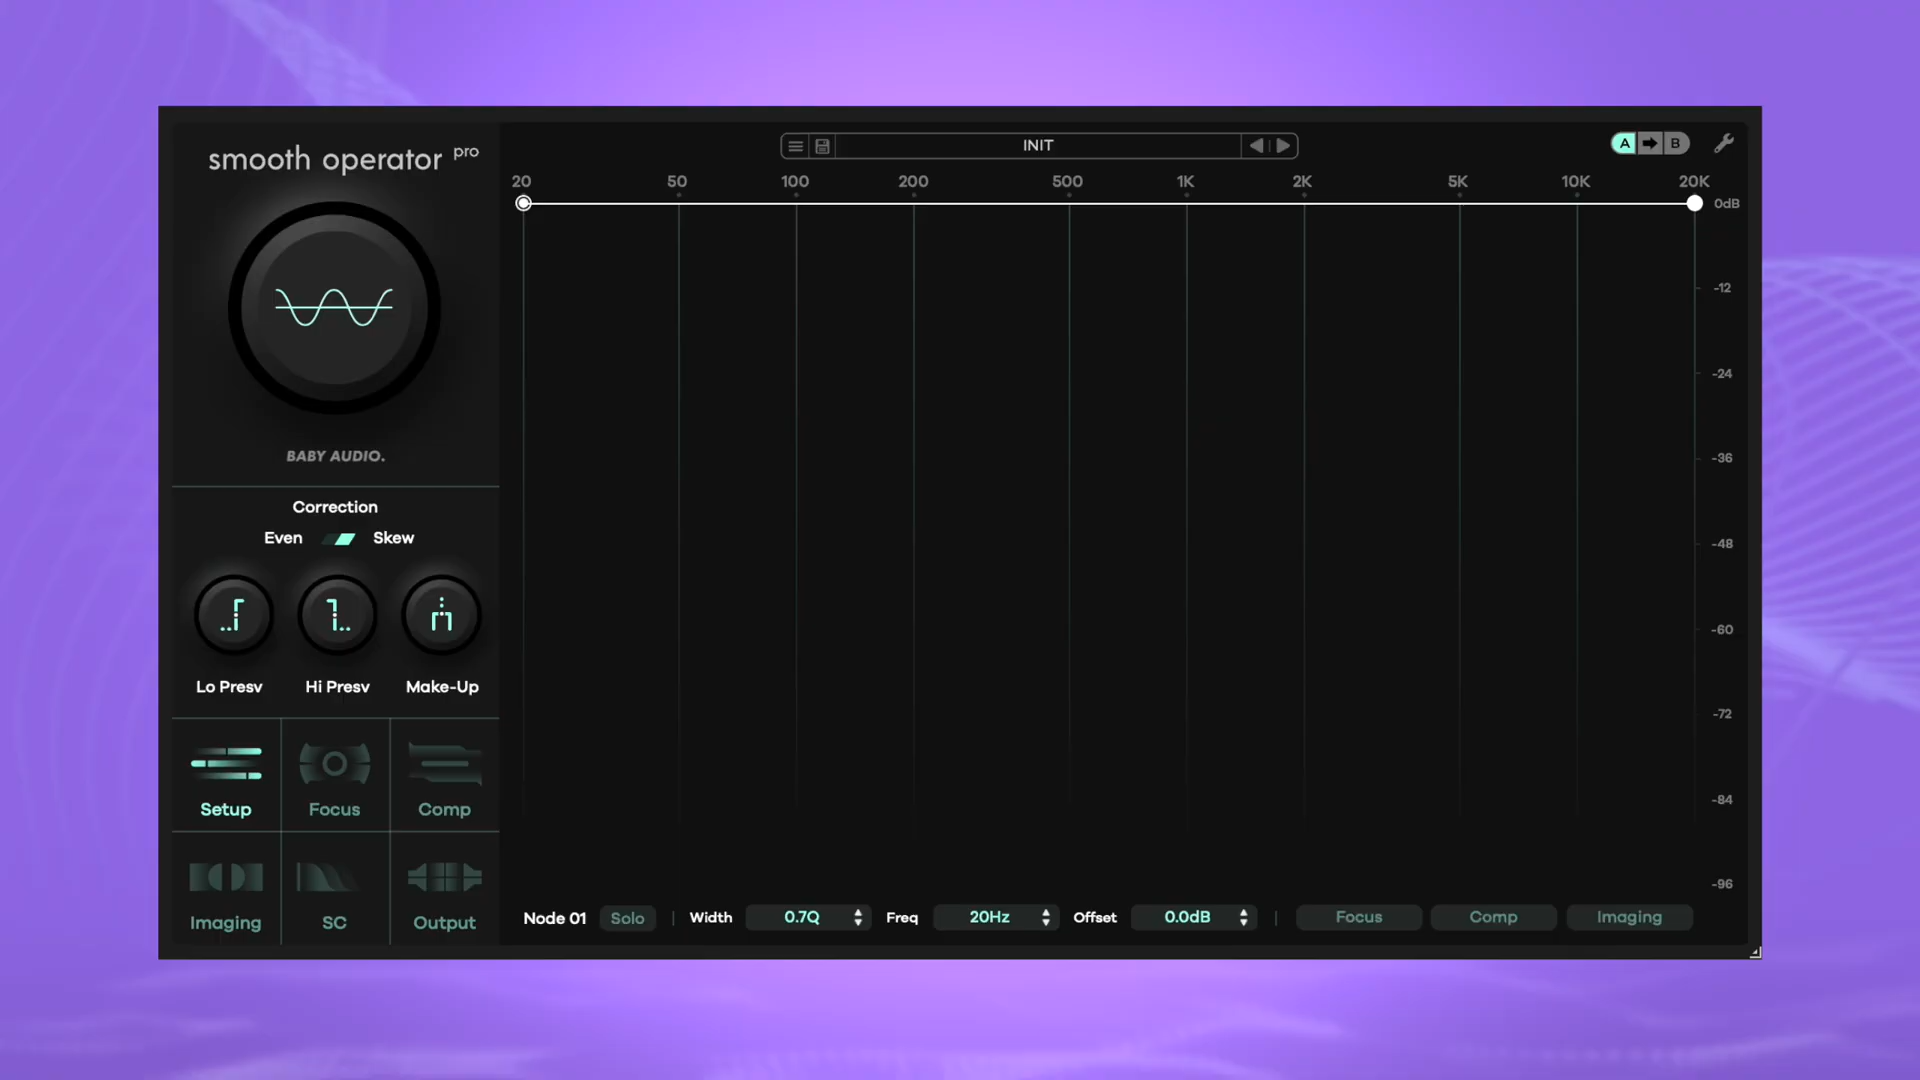 smooth operator pro
INIT
A B
20 50 100 200 500 1K 2K 5K 10K 20K
0dB
-12
-24
-36
-48
-60
-72
-84
-96
BABY AUDIO.
Correction
Even Skew
Lo Presv Hi Presv Make-Up
Setup Focus Comp
Imaging SC Output
Node 01 Solo | Width 0.7Q Freq 20Hz Offset 0.0dB | Focus Comp Imaging